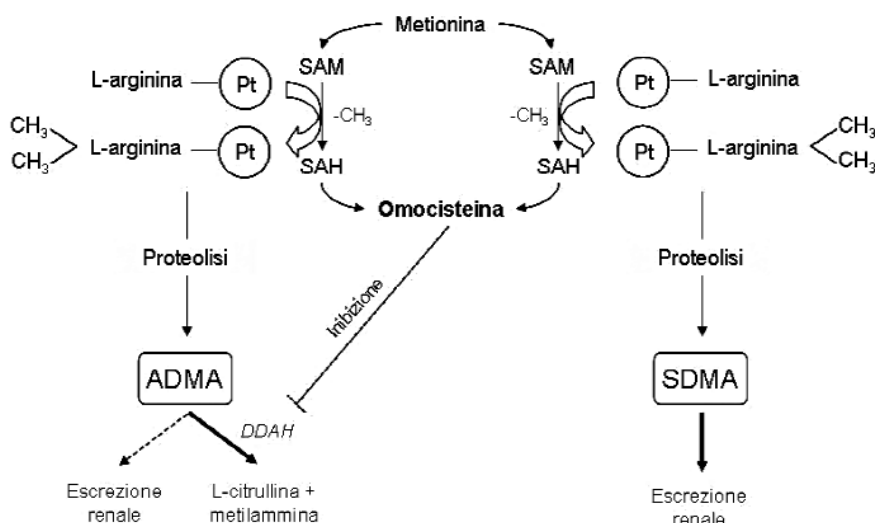 Metionina
SAM
SAM
L-arginina
Pt
Pt
L-arginina
-CH₃
-CH₃
CH₃
CH₃
L-arginina
Pt
Pt
L-arginina
CH₃
CH₃
SAH
SAH
Omocisteina
Proteolisi
Inibizione
Proteolisi
ADMA
SDMA
DDAH
Escrezione
renale
L-citrullina +
metilammina
Escrezione
renale